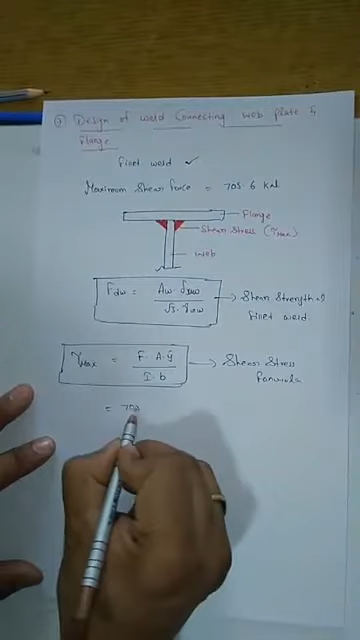 Design of weld Connecting web plate &
Flange
fillet weld ✓
Maximum Shear force = 705.6 kN
Flange
Shear Stress (τMax)
web
Fdw = Aw · fuw / √3 · γmw → Shear Strength of
fillet weld.
τMax = F · A · ȳ / I · b → Shear Stress
formula
= 705